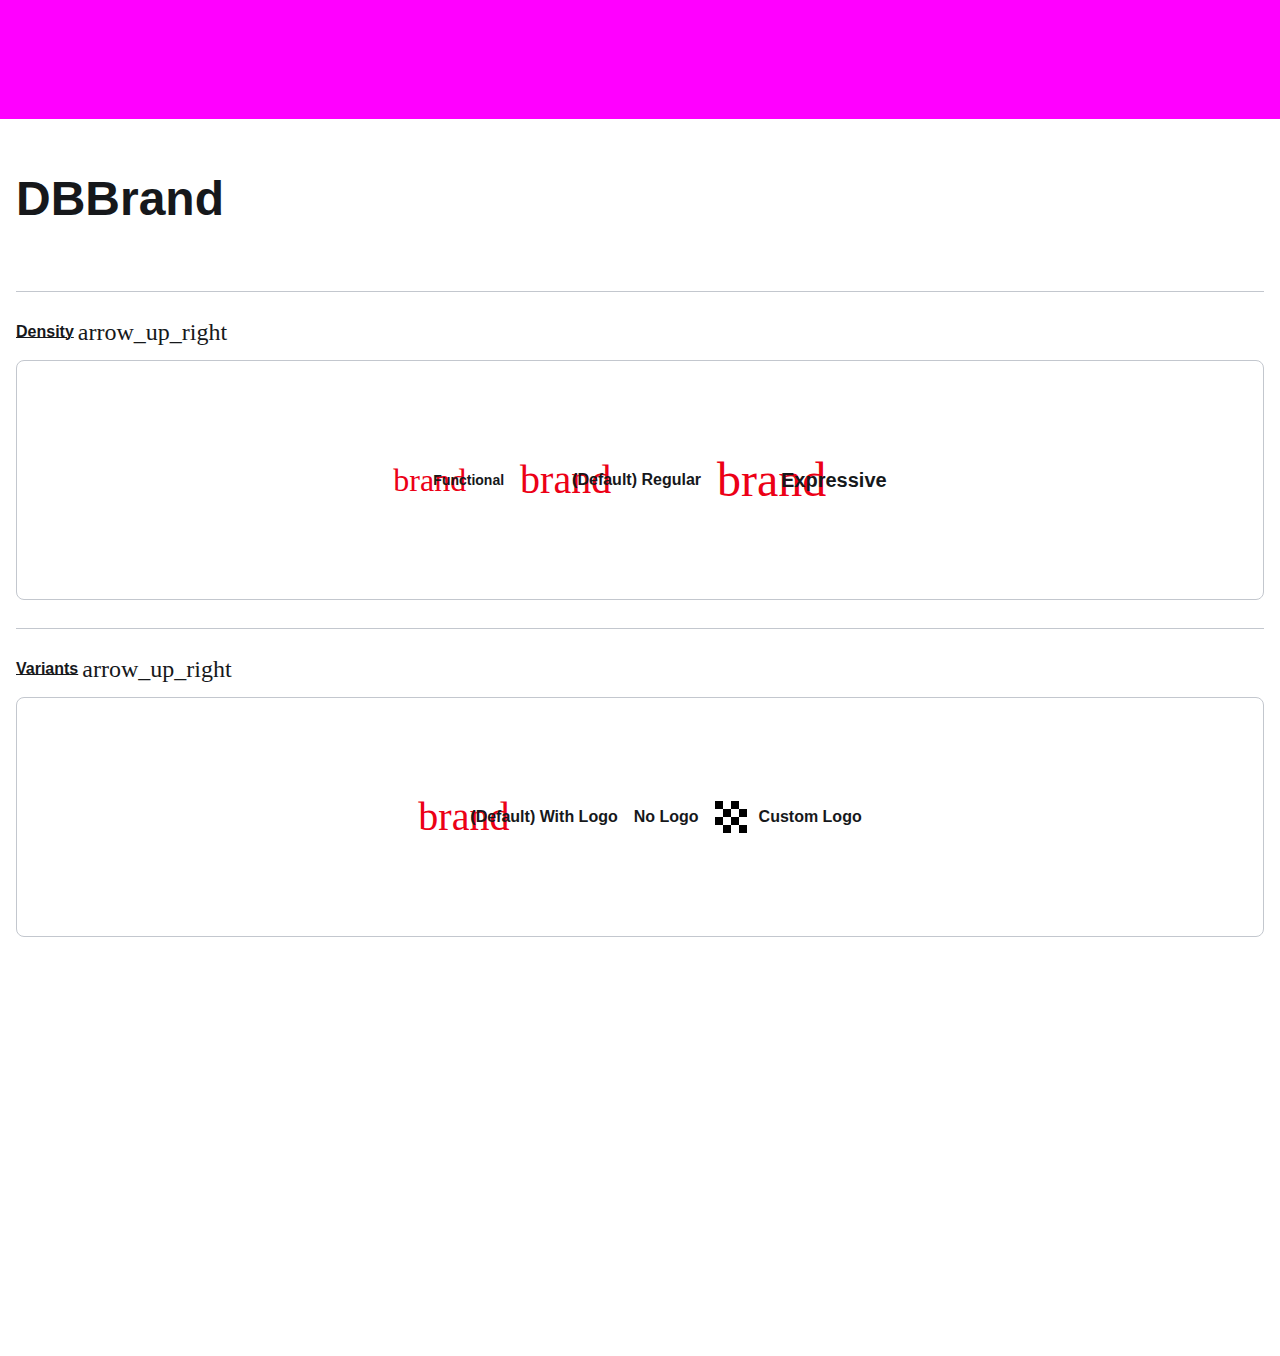 DBBrand
Density arrow_up_right
brand Functional brand (Default) Regular brand Expressive
Variants arrow_up_right
brand (Default) With Logo No Logo Custom Logo